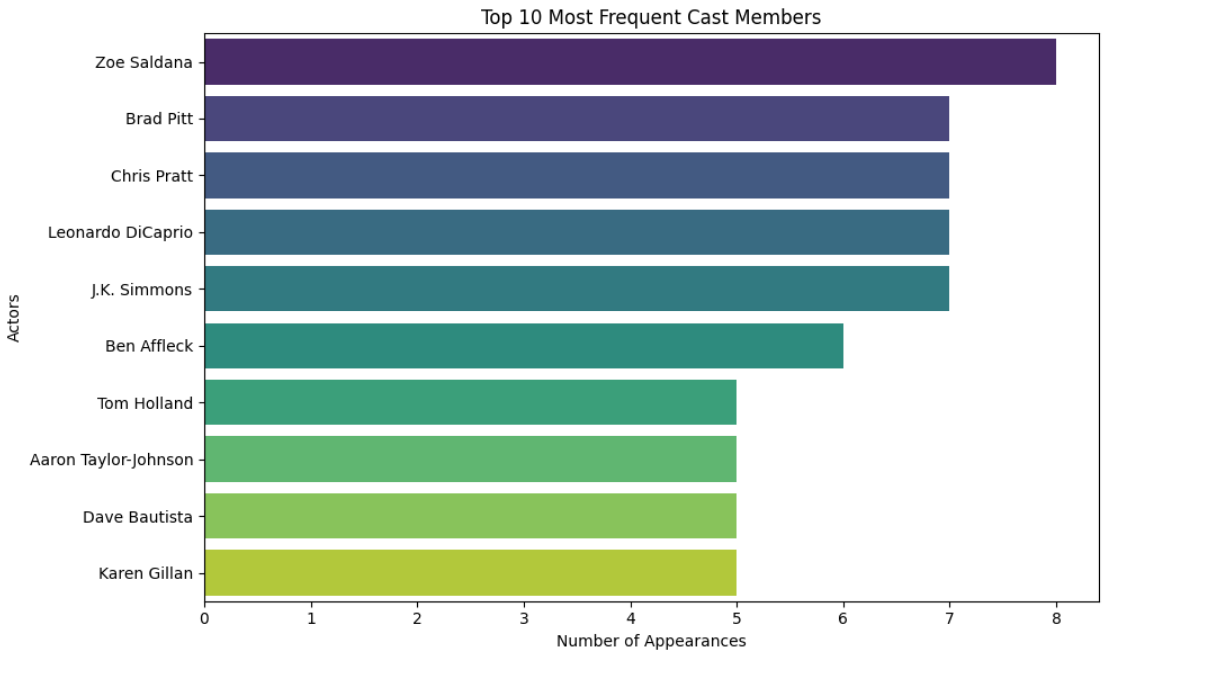 Top 10 Most Frequent Cast Members
Actors
Zoe Saldana
Brad Pitt
Chris Pratt
Leonardo DiCaprio
J.K. Simmons
Ben Affleck
Tom Holland
Aaron Taylor-Johnson
Dave Bautista
Karen Gillan
0 1 2 3 4 5 6 7 8
Number of Appearances